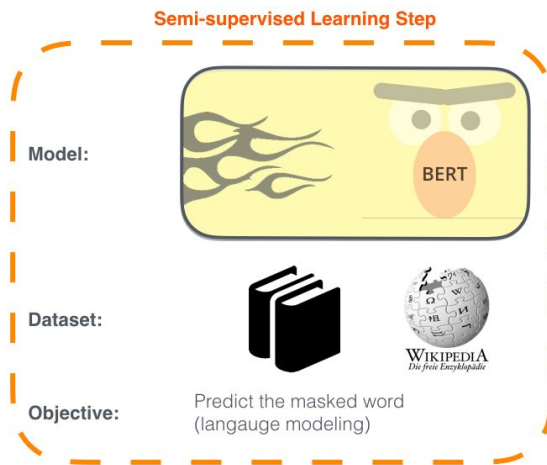 Semi-supervised Learning Step
Model:
BERT
Dataset:
WIKIPEDIA
Die freie Enzyklopädie
Objective:
Predict the masked word
(langauge modeling)